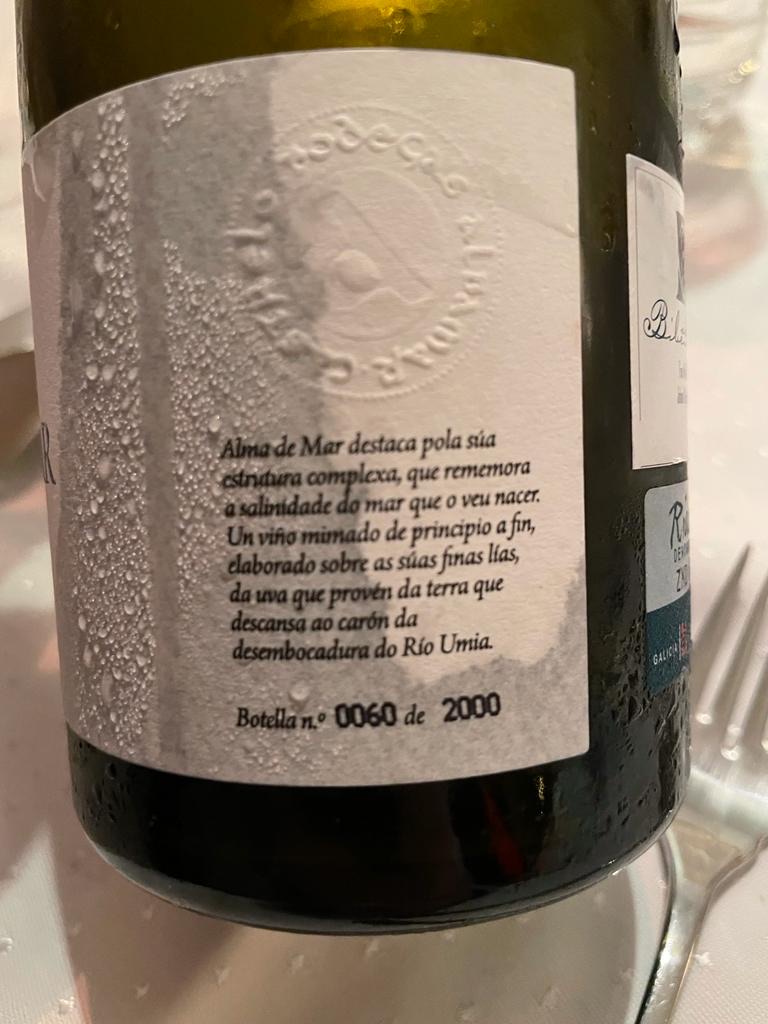 Bodegas
Alma de Mar destaca pola súa
estrutura complexa, que rememora
a salinidade do mar que o veu nacer.
Un viño mimado de principio a fin,
elaborado sobre as súas finas lías,
da uva que provén da terra que
descansa ao carón da
desembocadura do Río Umia.
Botella n.º 0060 de 2000
R
GALICIA